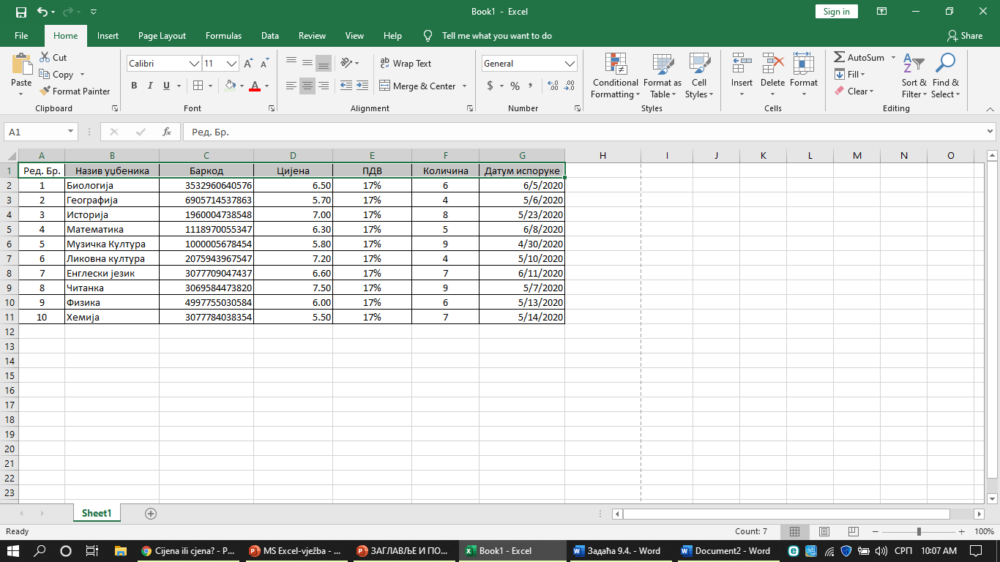 Book1 - Excel
Sign in
File Home Insert Page Layout Formulas Data Review View Help Tell me what you want to do Share
Paste Cut Copy Format Painter Clipboard
Calibri 11 A A B I U A Font
ab Wrap Text Merge & Center Alignment
General $ % , .00 .0 Number
Conditional Formatting Format as Table Cell Styles Styles
Insert Delete Format Cells
AutoSum Fill Clear Sort & Filter Find & Select Editing
A1 fx Ред. Бр.
A B C D E F G H I J K L M N O
1 Ред. Бр. Назив уџбеника Баркод Цијена ПДВ Количина Датум испоруке
2 1 Биологија 3532960640576 6.50 17% 6 6/5/2020
3 2 Географија 6905714537863 5.70 17% 4 5/6/2020
4 3 Историја 1960004738548 7.00 17% 8 5/23/2020
5 4 Математика 1118970055347 6.30 17% 5 6/8/2020
6 5 Музичка Култура 1000005678454 5.80 17% 9 4/30/2020
7 6 Ликовна култура 2075943967547 7.20 17% 4 5/10/2020
8 7 Енглески језик 3077709047437 6.60 17% 7 6/11/2020
9 8 Читанка 3069584473820 7.50 17% 9 5/7/2020
10 9 Физика 4997755030584 6.00 17% 6 5/13/2020
11 10 Хемија 3077784038354 5.50 17% 7 5/14/2020
12
13
14
15
16
17
18
19
20
21
22
23
Sheet1
Ready Count: 7 100%
Cijena ili cjena? - P... MS Excel-vježba - ... ЗАГЛАВЉЕ И ПО... Book1 - Excel Задаћа 9.4. - Word Document2 - Word СРП 10:07 AM